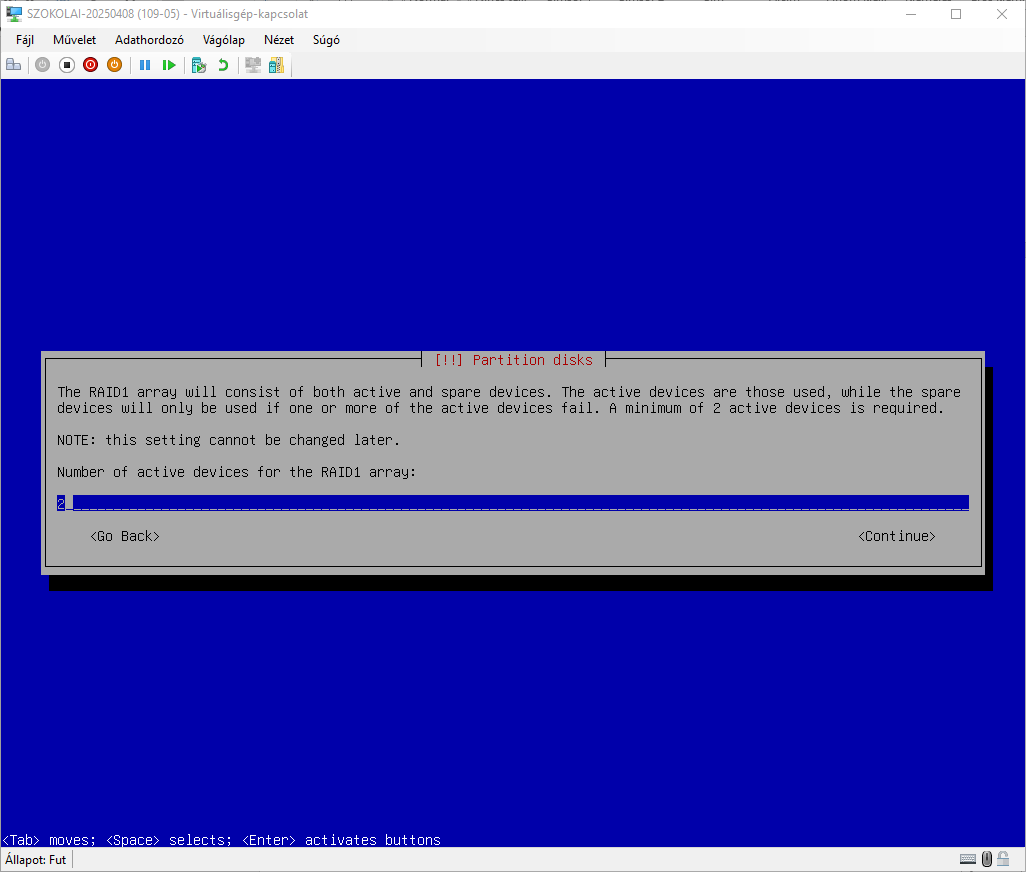 SZOKOLAI-20250408 (109-05) - Virtuálisgép-kapcsolat
Fájl Művelet Adathordozó Vágólap Nézet Súgó
[!!] Partition disks
The RAID1 array will consist of both active and spare devices. The active devices are those used, while the spare
devices will only be used if one or more of the active devices fail. A minimum of 2 active devices is required.
NOTE: this setting cannot be changed later.
Number of active devices for the RAID1 array:
2
<Go Back> <Continue>
<Tab> moves; <Space> selects; <Enter> activates buttons
Állapot: Fut